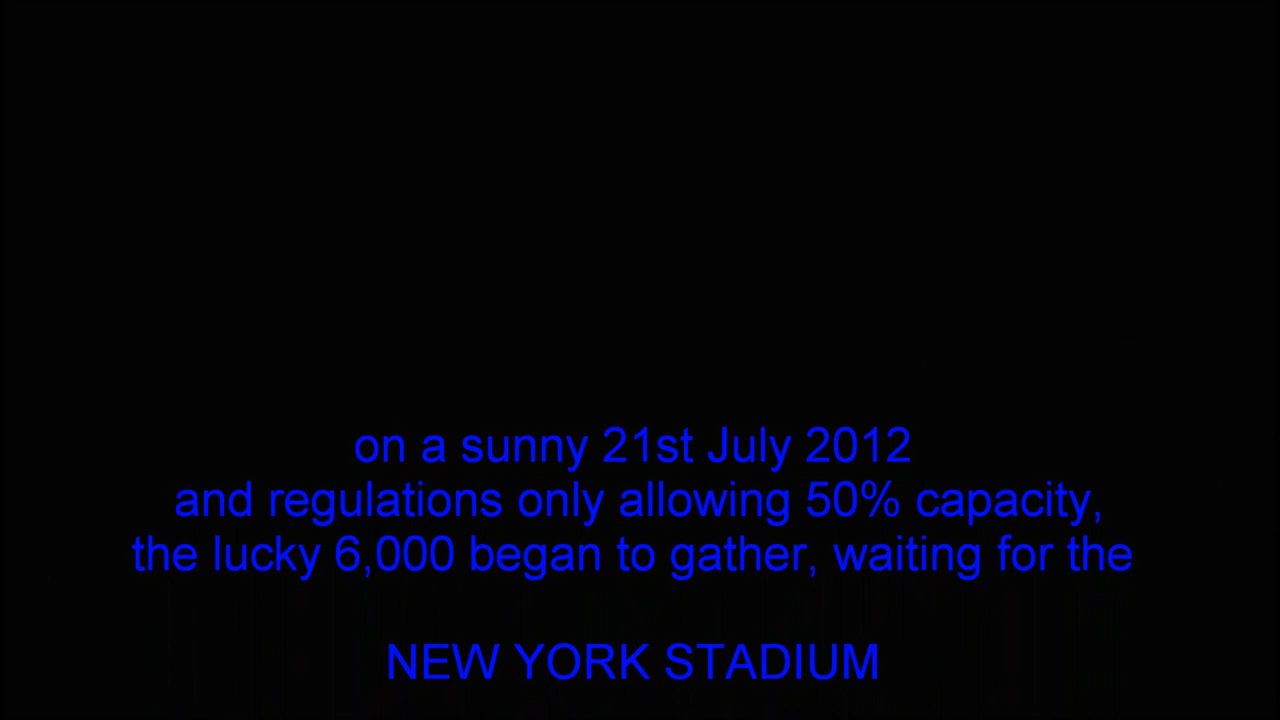 on a sunny 21st July 2012
and regulations only allowing 50% capacity,
the lucky 6,000 began to gather, waiting for the
NEW YORK STADIUM